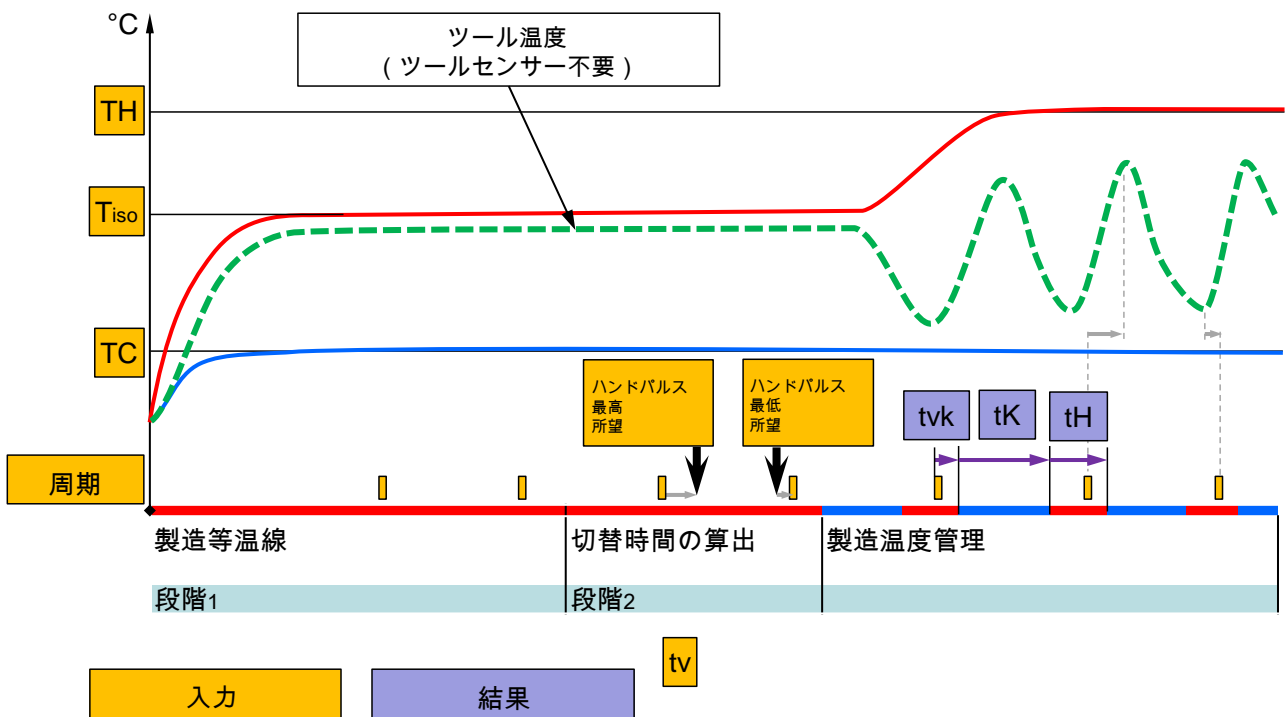 °C
ツール温度
( ツールセンサー不要 )
TH
Tiso
TC
ハンドパルス
最高
所望
ハンドパルス
最低
所望
tvk
tK
tH
周期
製造等温線
切替時間の算出
製造温度管理
段階1
段階2
tv
入力
結果